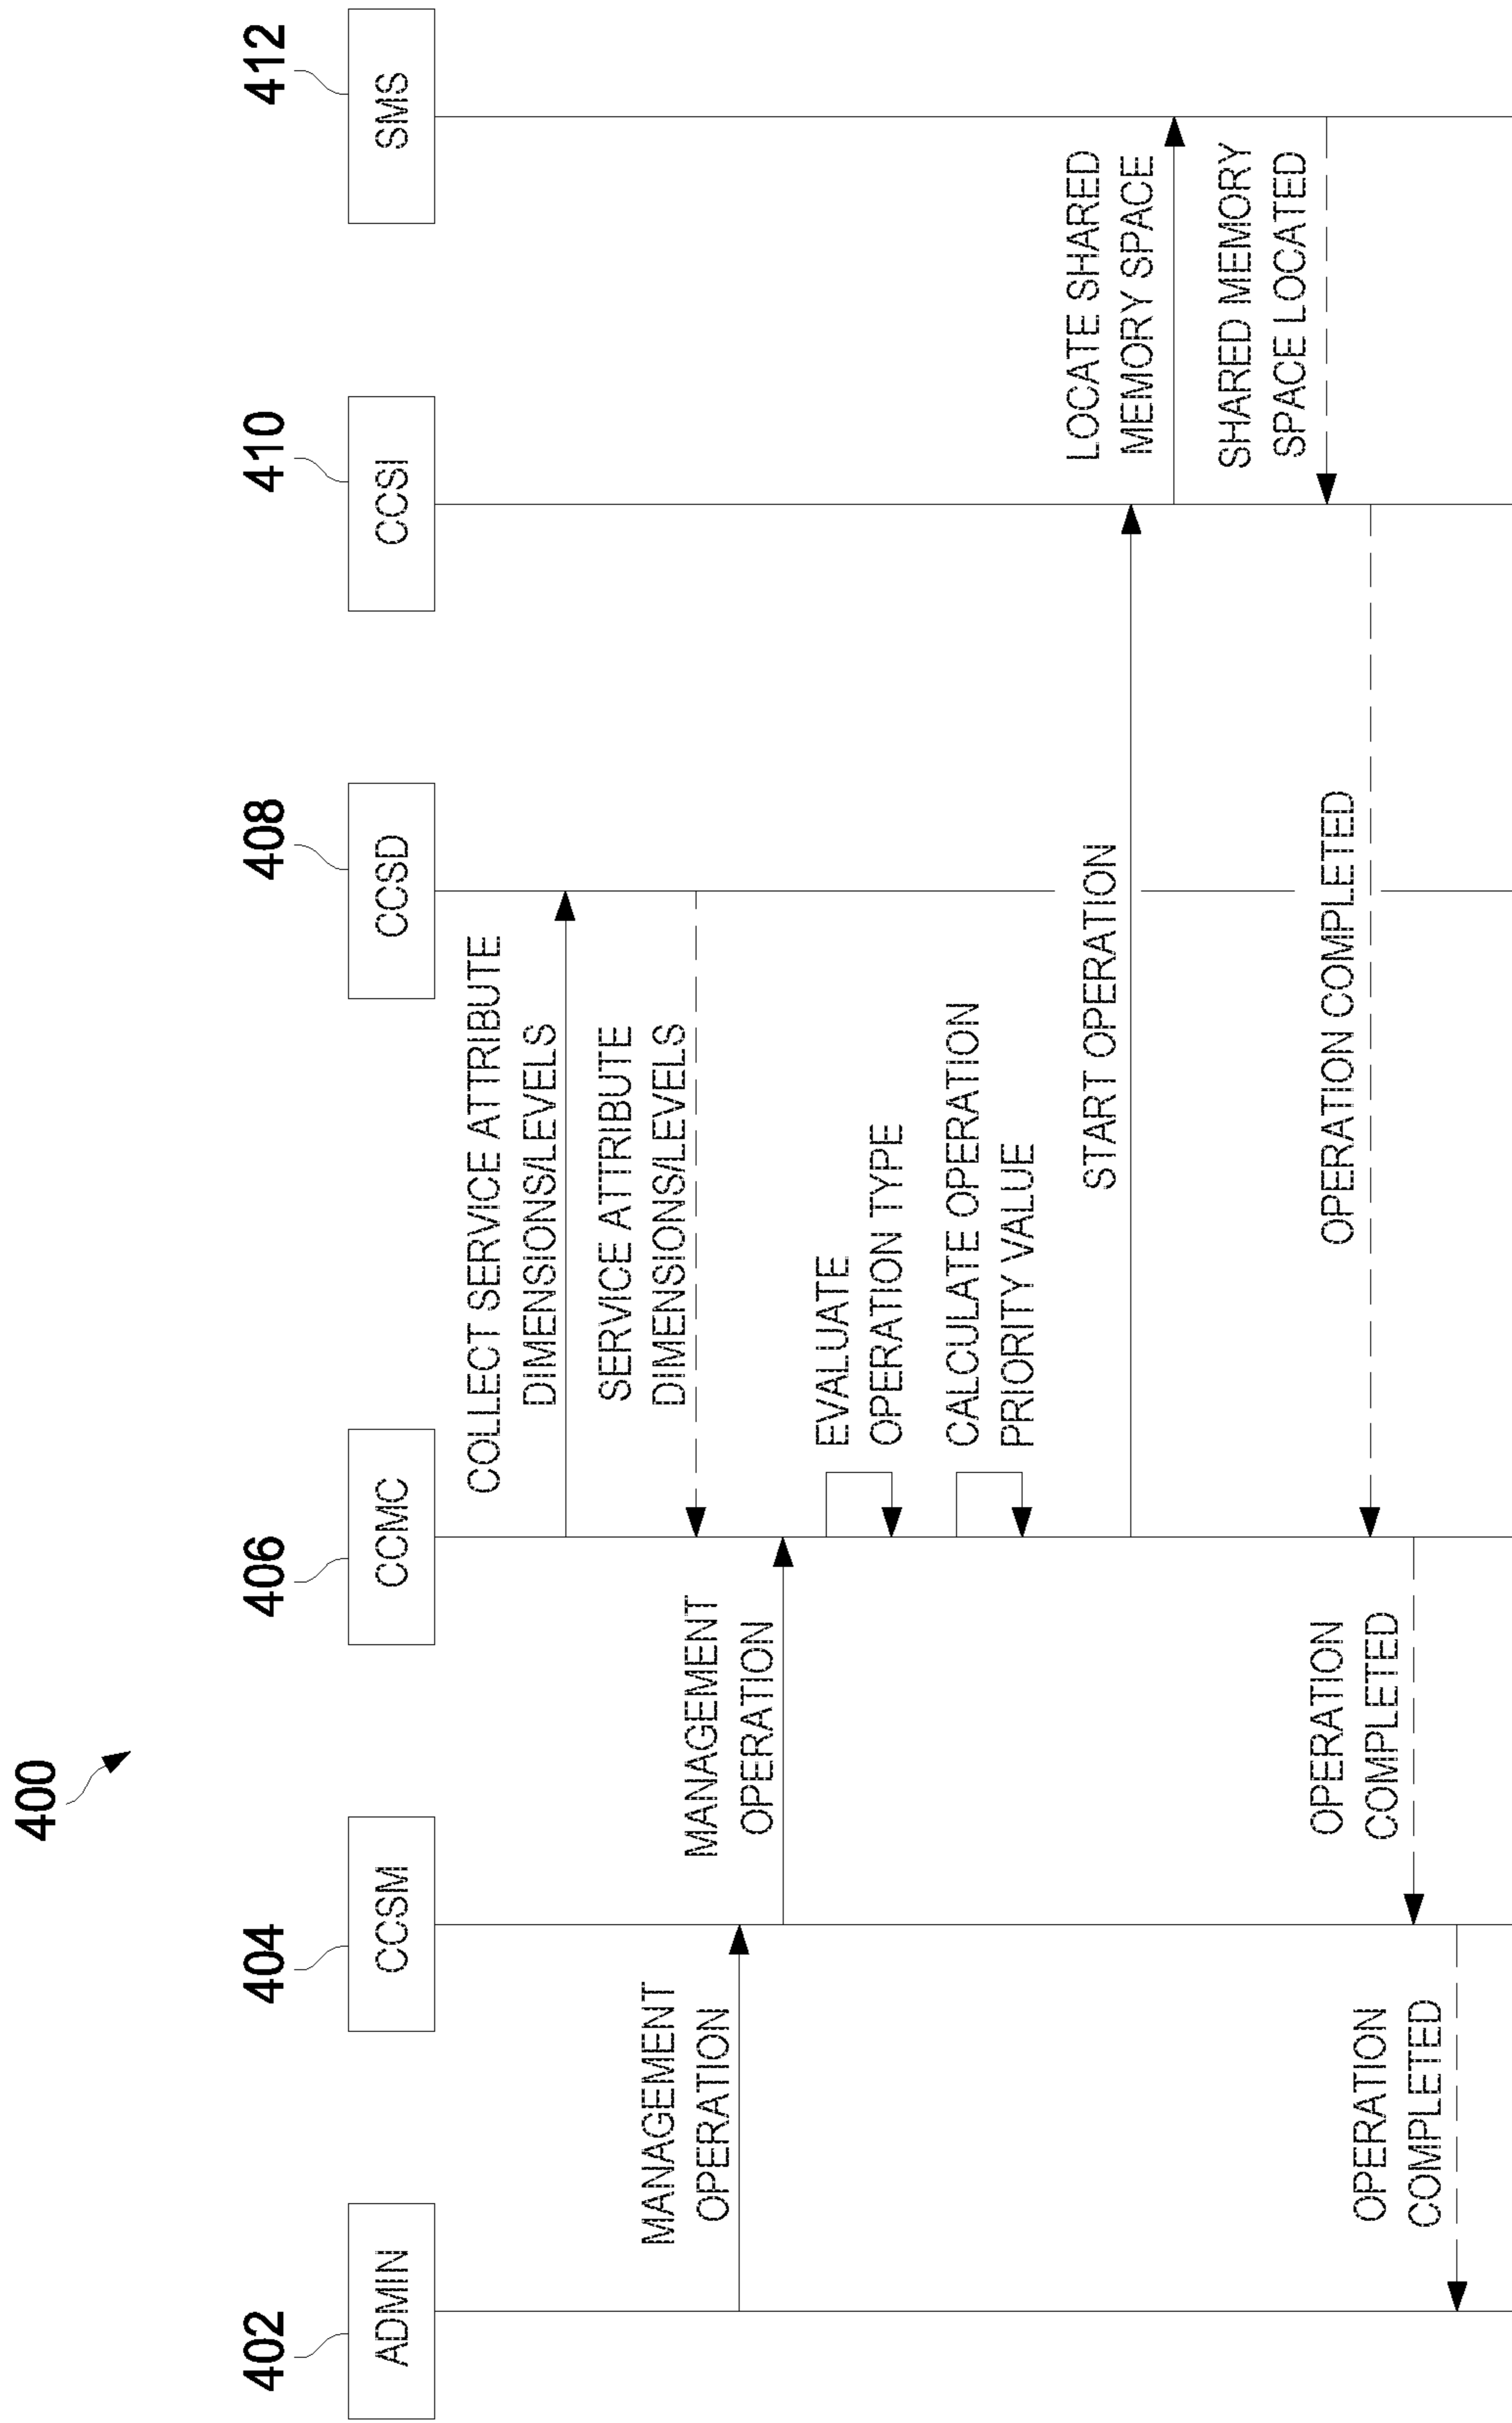 400
402
404
406
408
410
412
ADMIN
CCSM
CCMC
CCSD
CCSI
SMS
COLLECT SERVICE ATTRIBUTE
DIMENSIONS/LEVELS
SERVICE ATTRIBUTE
DIMENSIONS/LEVELS
MANAGEMENT
OPERATION
MANAGEMENT
OPERATION
EVALUATE
OPERATION TYPE
CALCULATE OPERATION
PRIORITY VALUE
START OPERATION
LOCATE SHARED
MEMORY SPACE
SHARED MEMORY
SPACE LOCATED
OPERATION COMPLETED
OPERATION
COMPLETED
OPERATION
COMPLETED